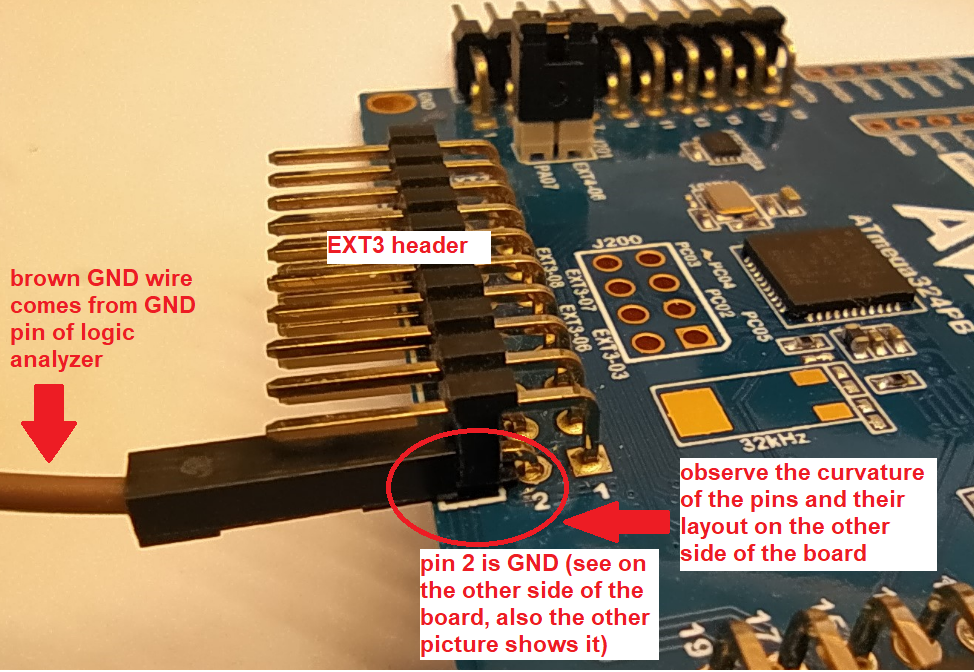 GND
PA07
EXT4-06
EXT3 header
J200
PC03
PC04
PC02
PC05
EXT3-08
EXT3-07
EXT3-06
EXT3-03
ATmega324PB
brown GND wire
comes from GND
pin of logic
analyzer
32kHz
1
2
observe the curvature
of the pins and their
layout on the other
side of the board
pin 2 is GND (see on
the other side of the
board, also the other
picture shows it)
19
17
15